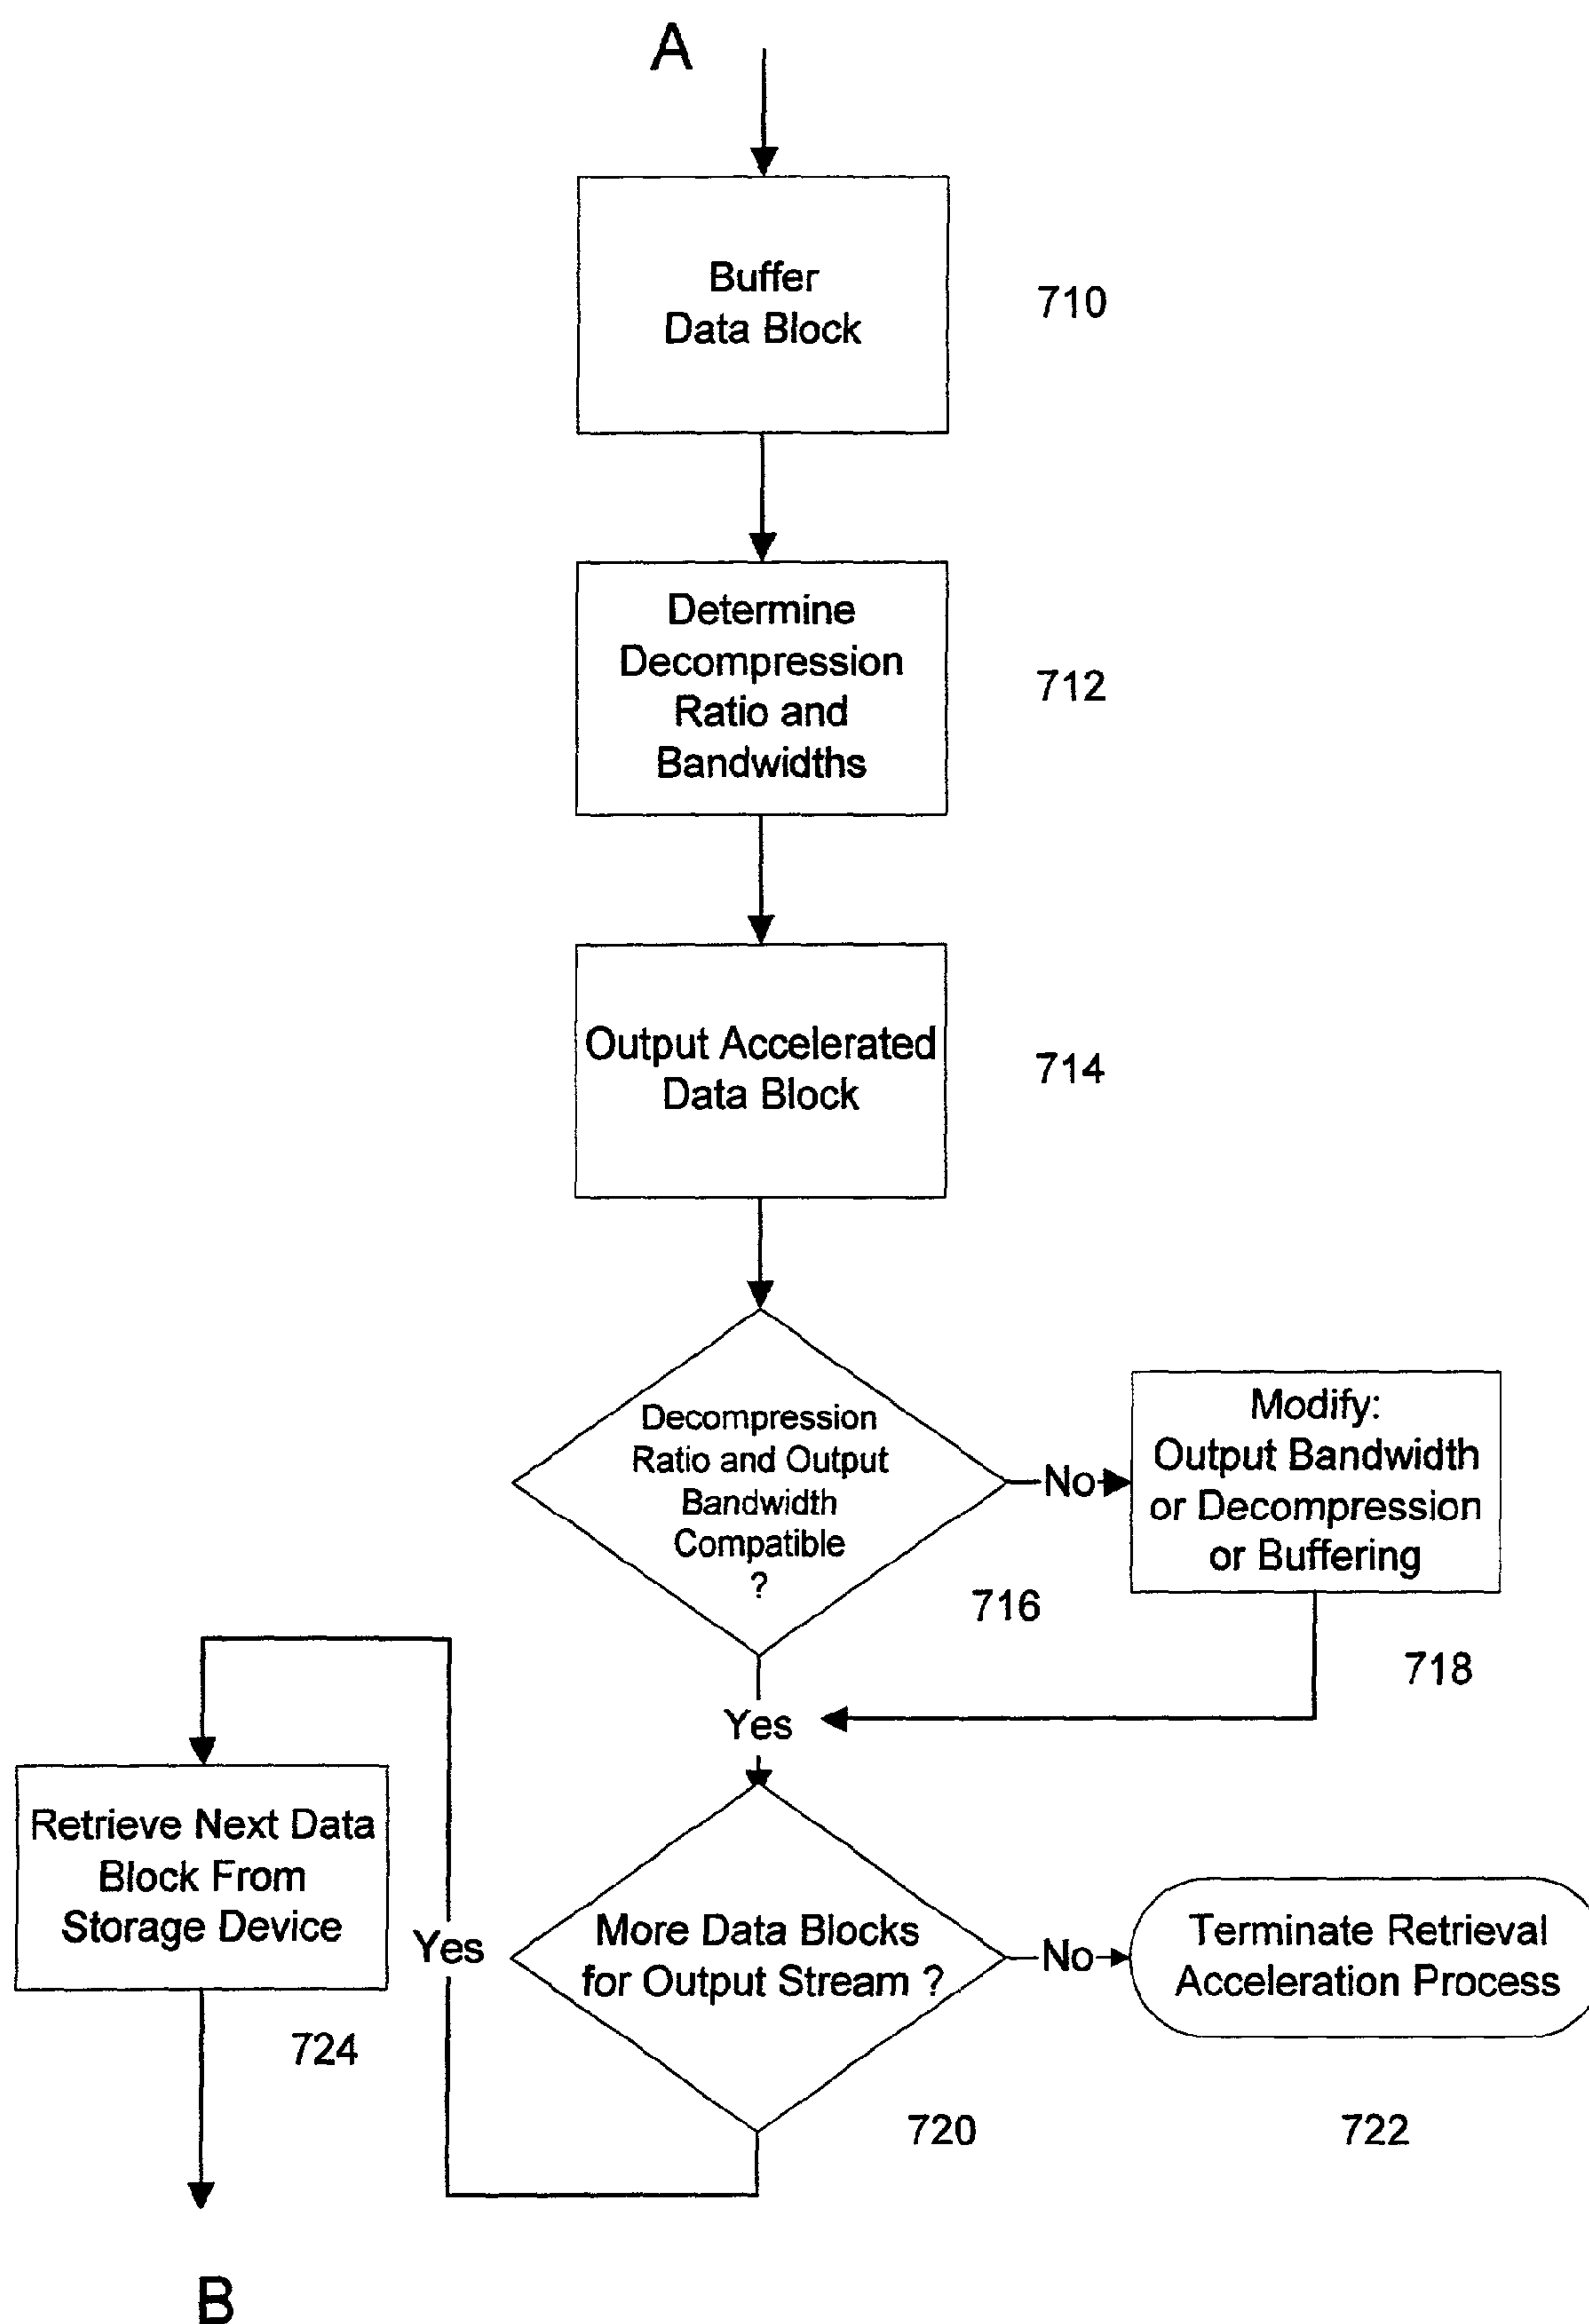 A
Buffer
Data Block
710
Determine
Decompression
Ratio and
Bandwidths
712
Output Accelerated
Data Block
714
Decompression
Ratio and Output
Bandwidth
Compatible
?
716
No
Modify:
Output Bandwidth
or Decompression
or Buffering
718
Yes
More Data Blocks
for Output Stream ?
720
No
Terminate Retrieval
Acceleration Process
722
Yes
Retrieve Next Data
Block From
Storage Device
724
B